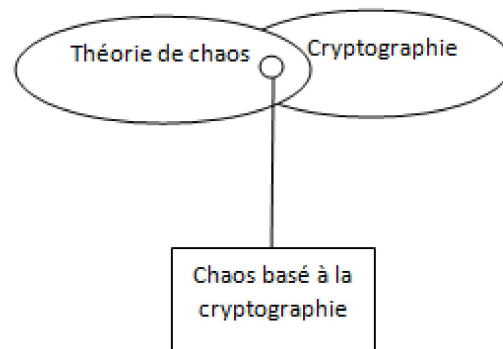 Théorie de chaos
Cryptographie
Chaos basé à la
cryptographie